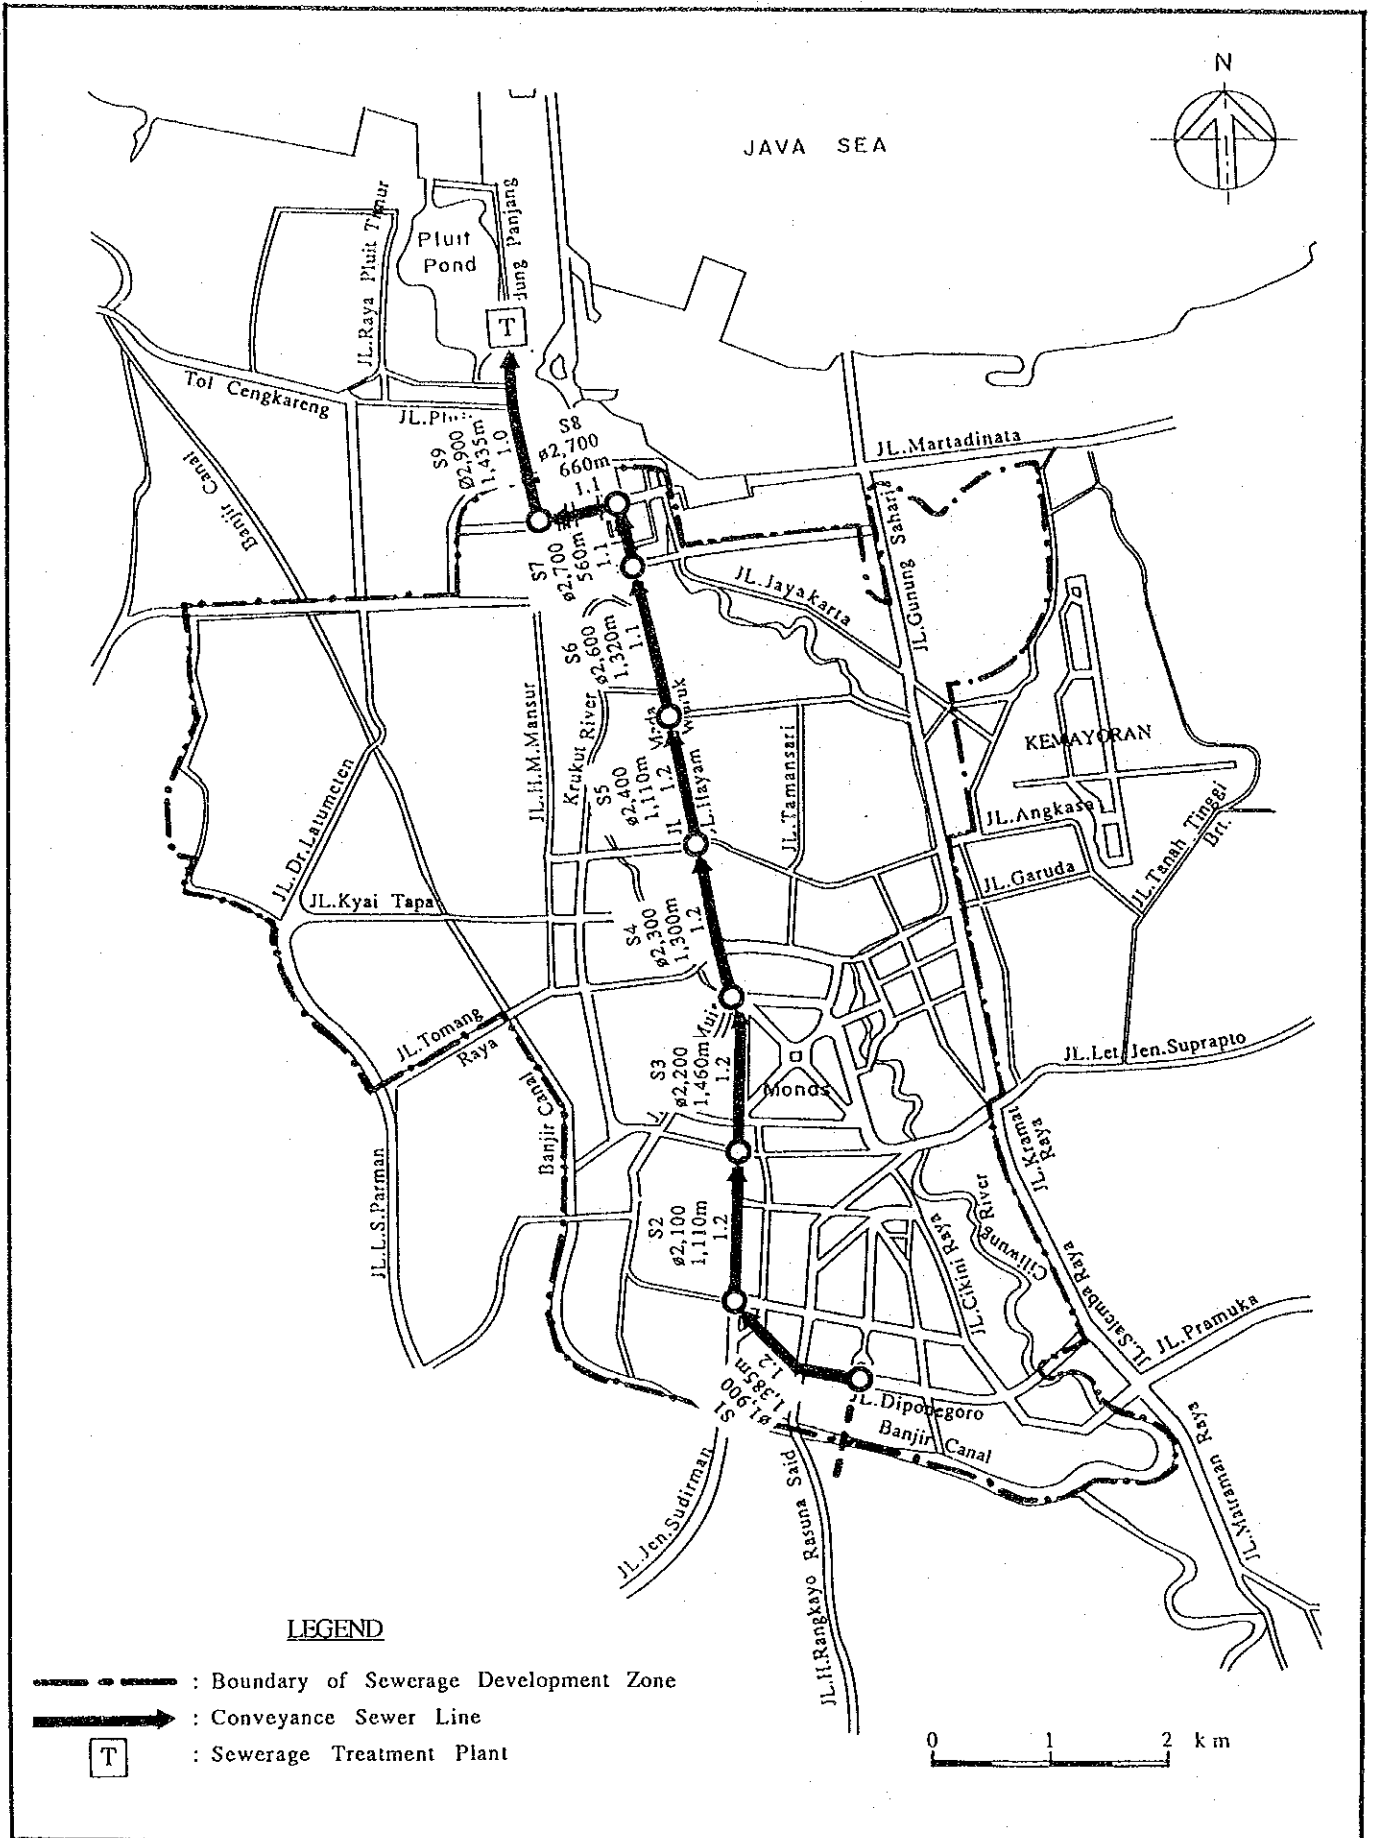 N
JAVA SEA
JL.Raya Pluit Timur
Pluit
Pond
Panjang
T
Tol Cengkareng
Banjir Canal
S9
ø2,900
1,435m
1.0
S8
ø2,700
660m
1.1
JL.Martadinata
S7
ø2,700
560m
1.1
JL.Jayakarta
JL.Gunung Sahari
S6
ø2,600
1,320m
1.1
JL.H.M.Mansur
Krukut River
KEMAYORAN
S5
ø2,400
1,110m
1.2
JL.Tamansari
JL.Angkasa
JL.Tanah Tinggi
Brt.
JL.Dr.Latumeten
JL.Garuda
JL.Kyai Tapa
S4
ø2,300
1,300m
1.2
JL.Tomang
Raya
S3
ø2,200
1,460m
1.2
Monas
JL.Let.Jen.Suprapto
Banjir Canal
JL.Kramat
Raya
JL.L.S.Parman
S2
ø2,100
1,110m
1.2
JL.Cikini Raya
Ciliwung River
JL.Salemba Raya
JL.Pramuka
S1
ø1,900
1,385m
1.2
JL.Diponegoro
Banjir Canal
JL.Matraman Raya
JL.Jen.Sudirman
JL.H.Rangkayo Rasuna Said
LEGEND
: Boundary of Sewerage Development Zone
: Conveyance Sewer Line
T : Sewerage Treatment Plant
0 1 2 km